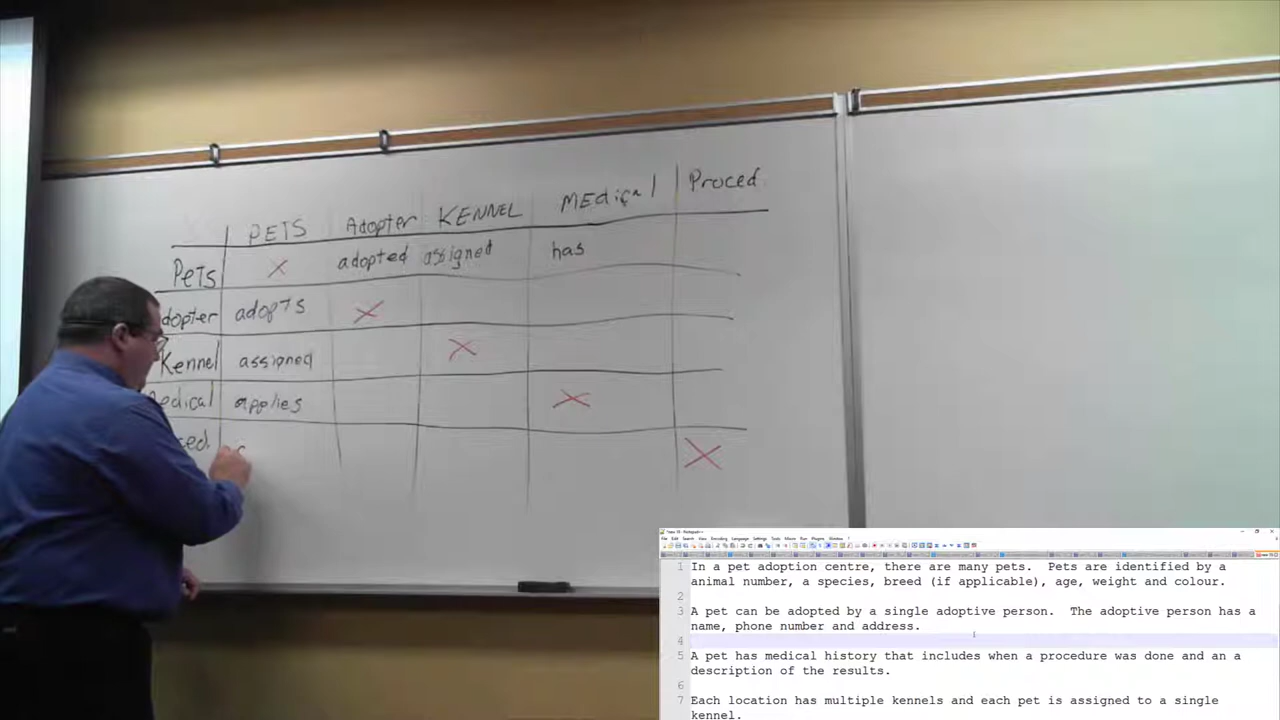 PETS Adopter KENNEL MEdical Proced.
Pets X adopted assigned has
dopter adopts X
Kennel assigned X
edical applies X
ced. X
1 In a pet adoption centre, there are many pets. Pets are identified by a
animal number, a species, breed (if applicable), age, weight and colour.
2
3 A pet can be adopted by a single adoptive person. The adoptive person has a
name, phone number and address.
4
5 A pet has medical history that includes when a procedure was done and an a
description of the results.
6
7 Each location has multiple kennels and each pet is assigned to a single
kennel.